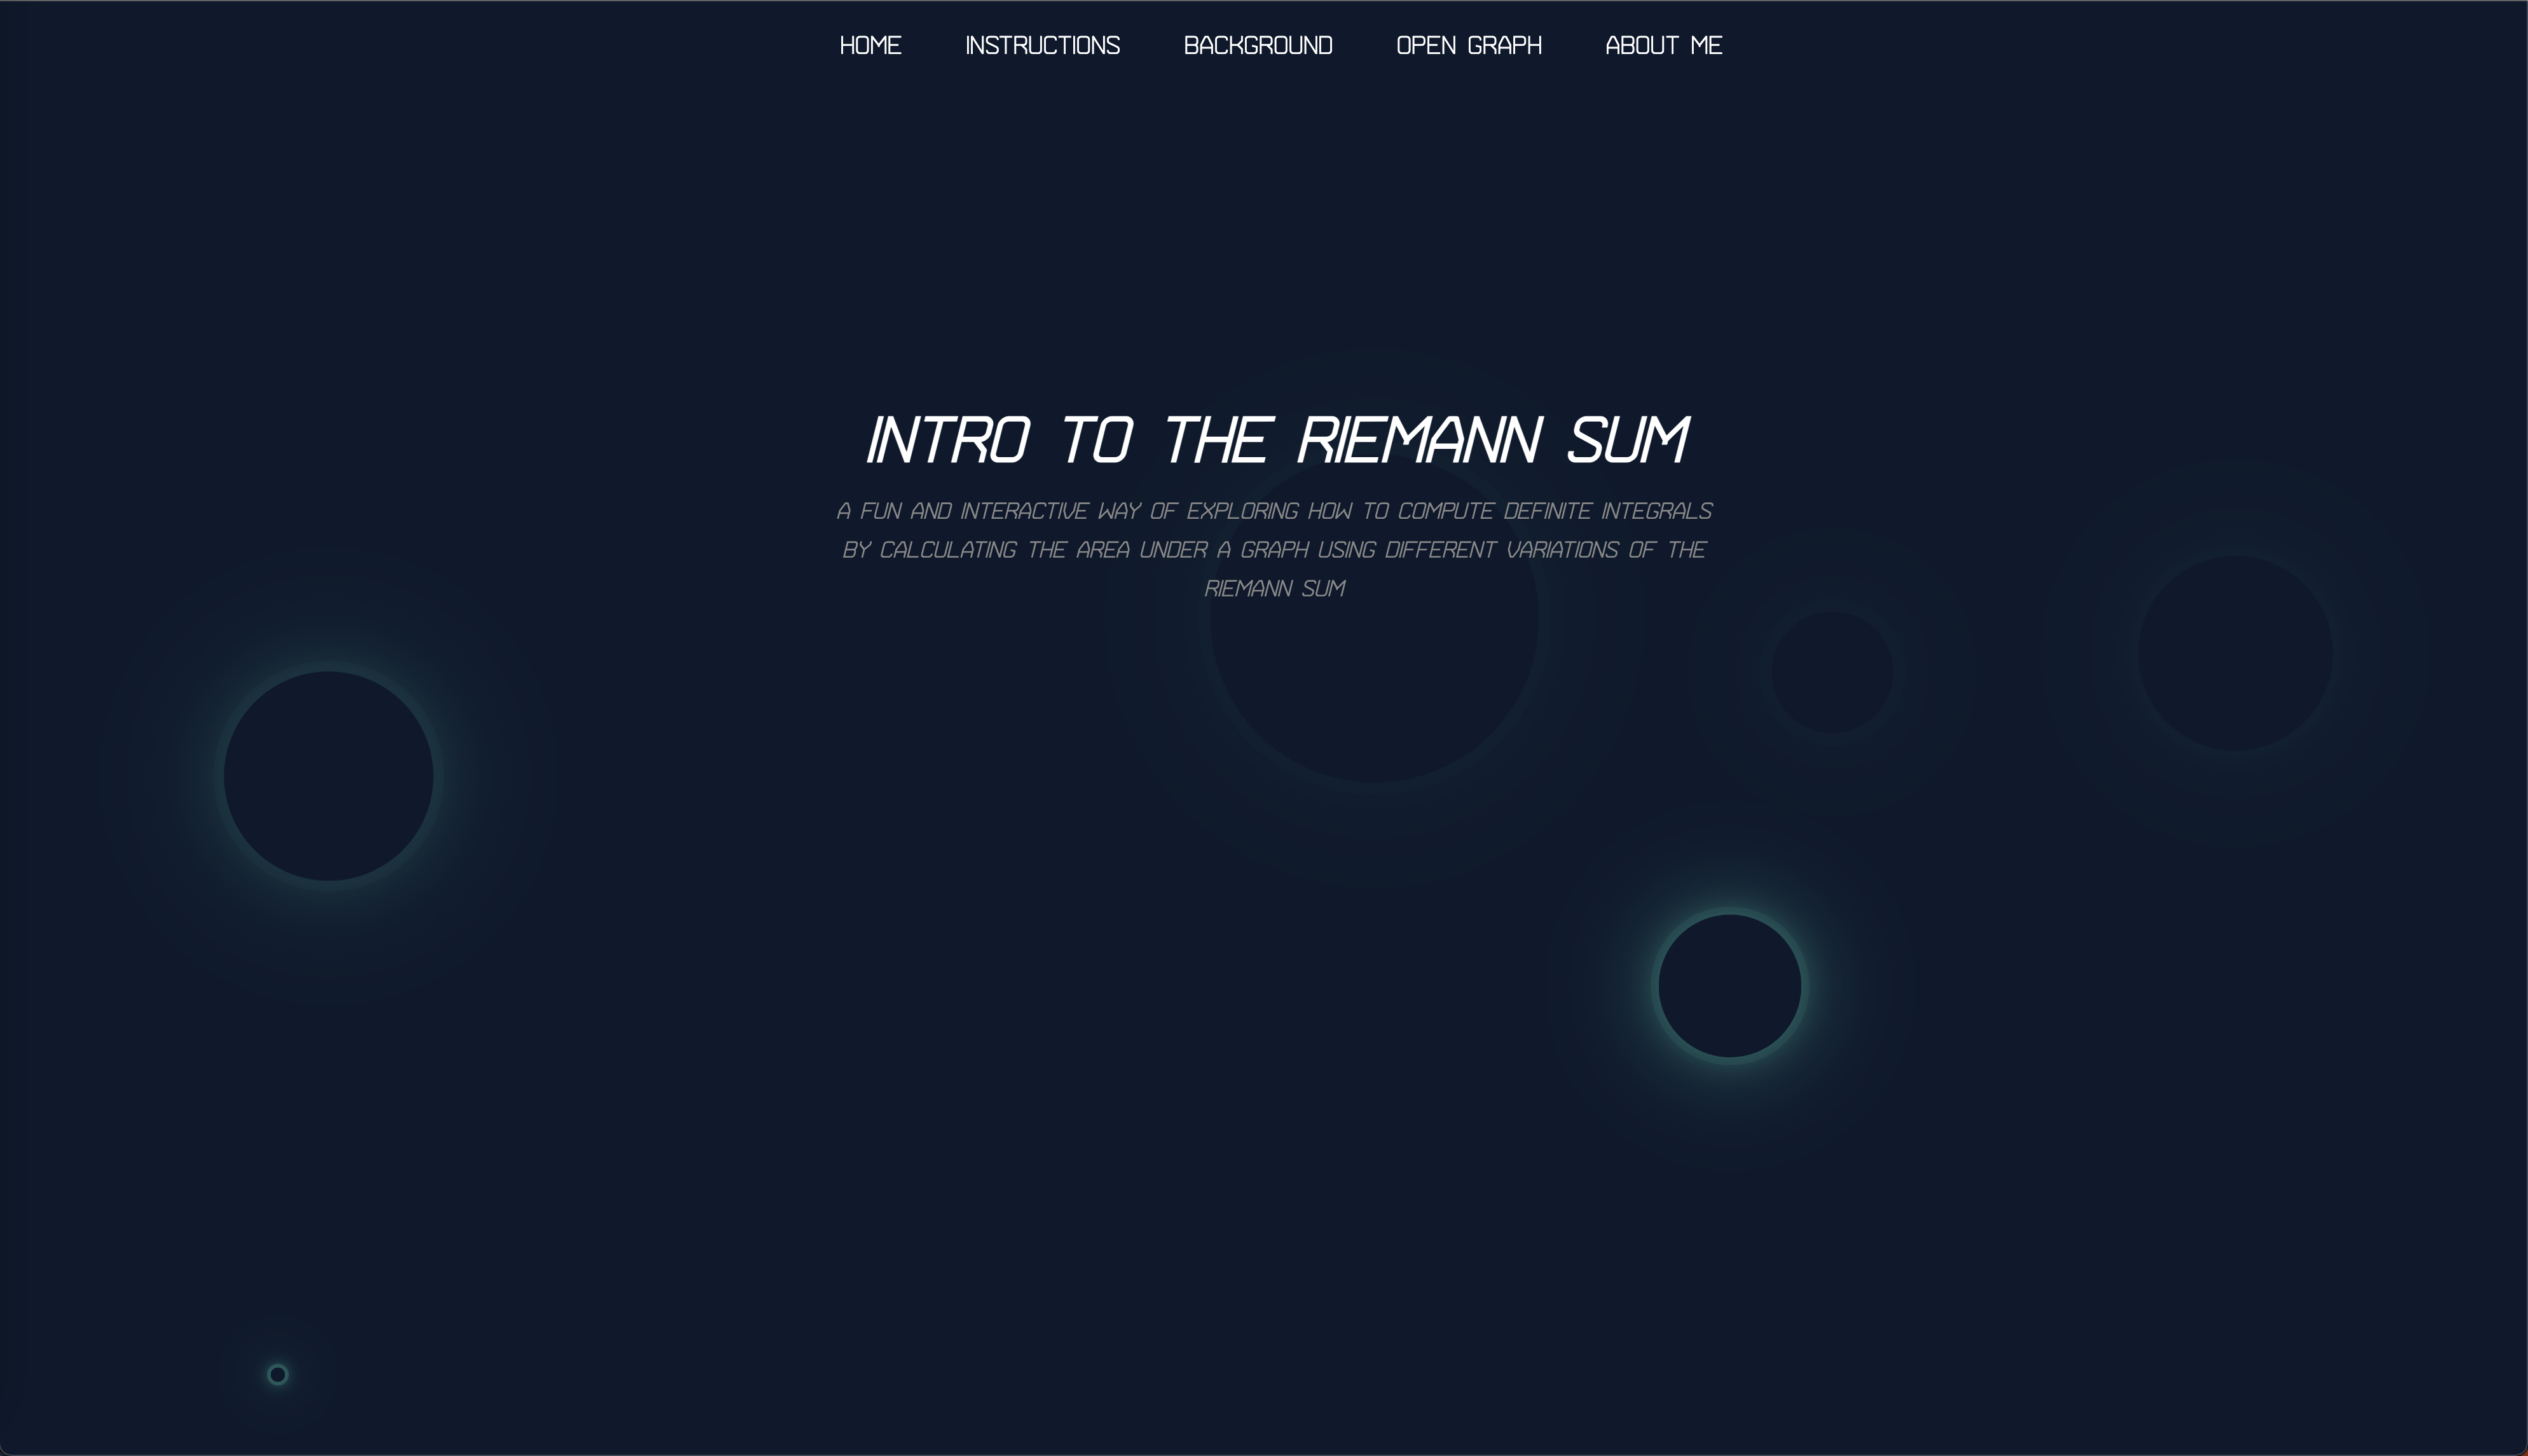 HOME INSTRUCTIONS BACKGROUND OPEN GRAPH ABOUT ME
INTRO TO THE RIEMANN SUM
A FUN AND INTERACTIVE WAY OF EXPLORING HOW TO COMPUTE DEFINITE INTEGRALS
BY CALCULATING THE AREA UNDER A GRAPH USING DIFFERENT VARIATIONS OF THE
RIEMANN SUM